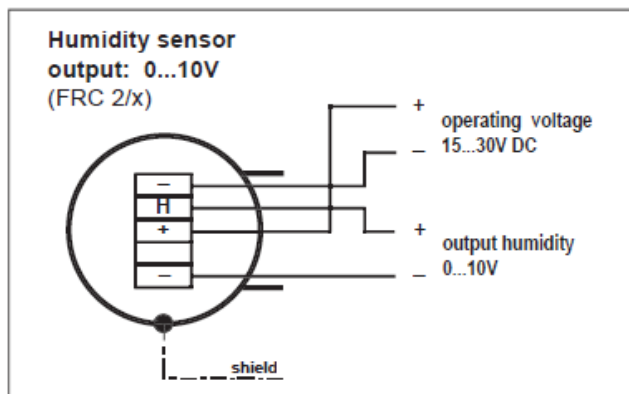 Humidity sensor
output: 0...10V
(FRC 2/x)
+
operating voltage
15...30V DC
–
–
H
+
–
+
output humidity
0...10V
–
shield